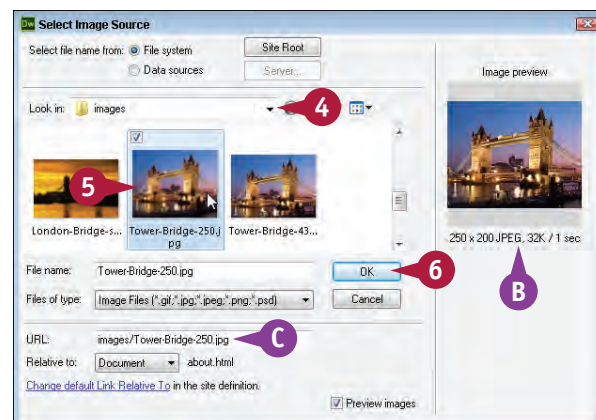 Dw Select Image Source
Select file name from: File system Site Root
Data sources Server...
Image preview
Look in: images 4
5
London-Bridge-s... Tower-Bridge-250.j
pg Tower-Bridge-43...
250 x 200 JPEG, 32K / 1 sec
B
File name: Tower-Bridge-250.jpg OK 6
Files of type: Image Files (*.gif;*.jpg;*.jpeg;*.png;*.psd) Cancel
URL: images/Tower-Bridge-250.jpg C
Relative to: Document about.html
Change default Link Relative To in the site definition.
Preview images